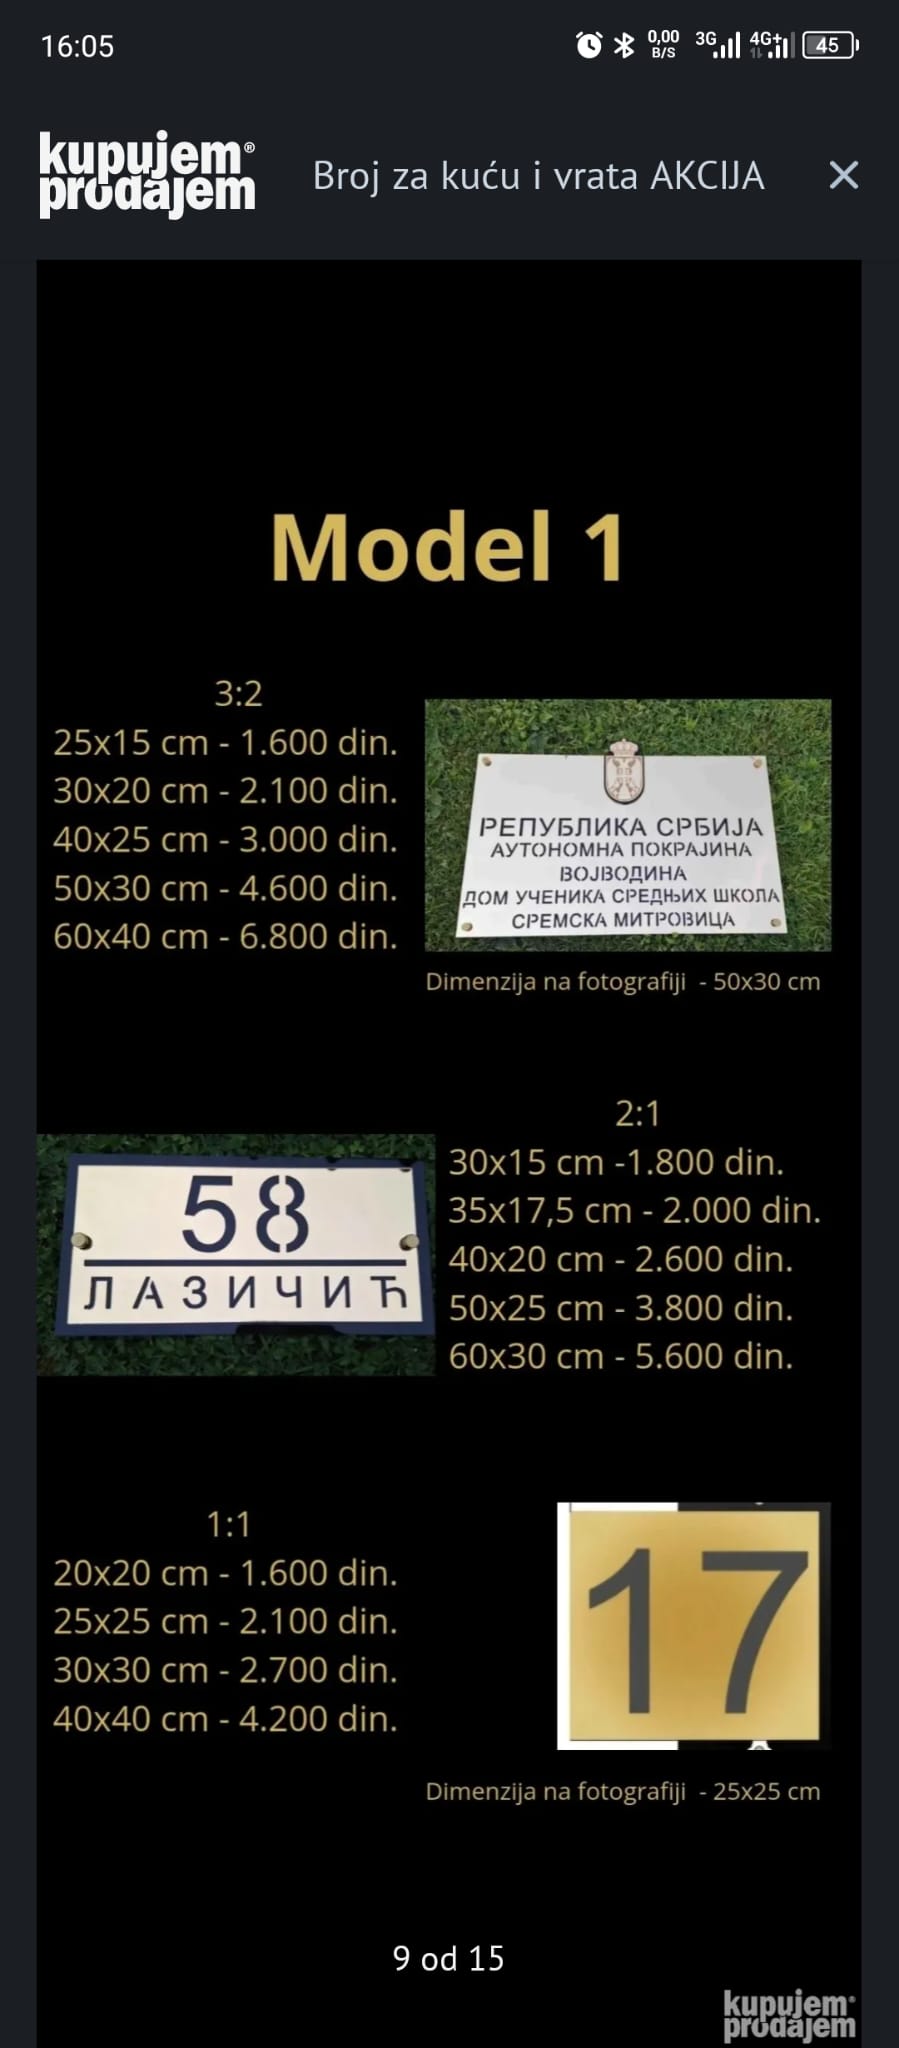 16:05
0,00
B/S
3G
4G+
45
kupujem®
prodajem
Broj za kuću i vrata AKCIJA
Model 1
3:2
25x15 cm - 1.600 din.
30x20 cm - 2.100 din.
40x25 cm - 3.000 din.
50x30 cm - 4.600 din.
60x40 cm - 6.800 din.
РЕПУБЛИКА СРБИЈА
АУТОНОМНА ПОКРАЈИНА
ВОЈВОДИНА
ДОМ УЧЕНИКА СРЕДЊИХ ШКОЛА
СРЕМСКА МИТРОВИЦА
Dimenzija na fotografiji - 50x30 cm
58
ЛАЗИЧИЋ
2:1
30x15 cm -1.800 din.
35x17,5 cm - 2.000 din.
40x20 cm - 2.600 din.
50x25 cm - 3.800 din.
60x30 cm - 5.600 din.
1:1
20x20 cm - 1.600 din.
25x25 cm - 2.100 din.
30x30 cm - 2.700 din.
40x40 cm - 4.200 din.
17
Dimenzija na fotografiji - 25x25 cm
9 od 15
kupujem®
prodajem